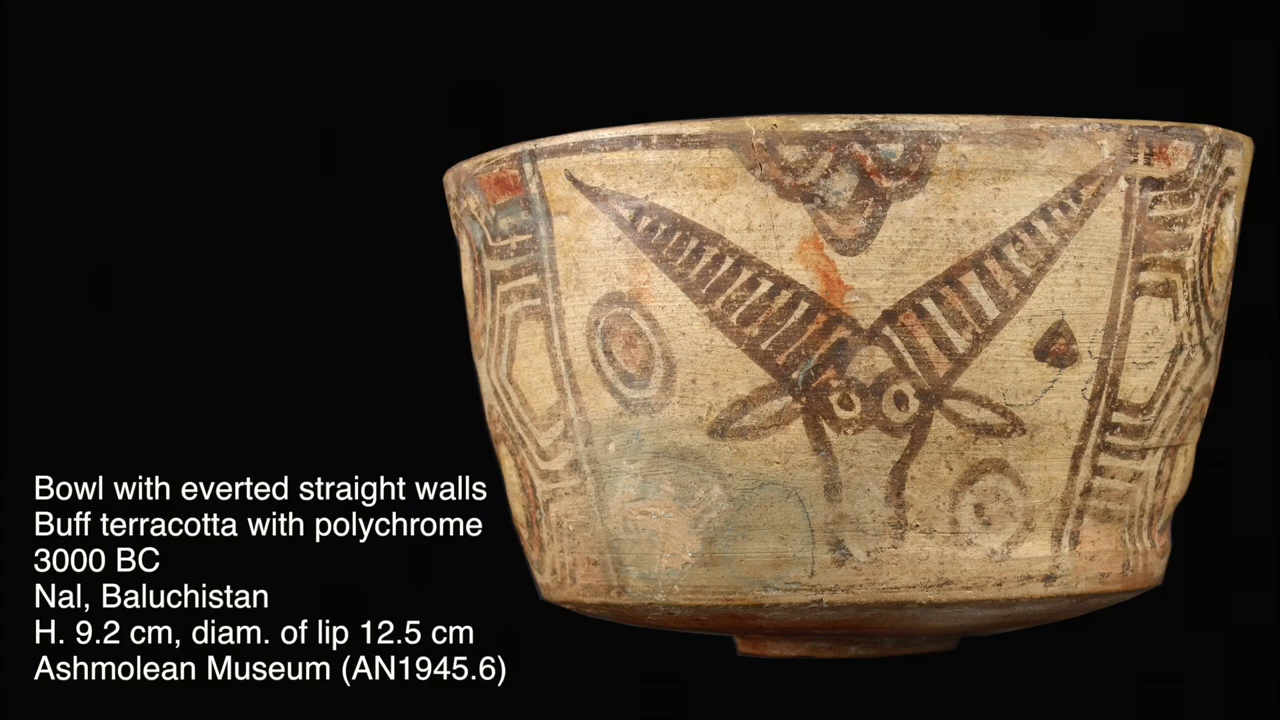 Bowl with everted straight walls
Buff terracotta with polychrome
3000 BC
Nal, Baluchistan
H. 9.2 cm, diam. of lip 12.5 cm
Ashmolean Museum (AN1945.6)